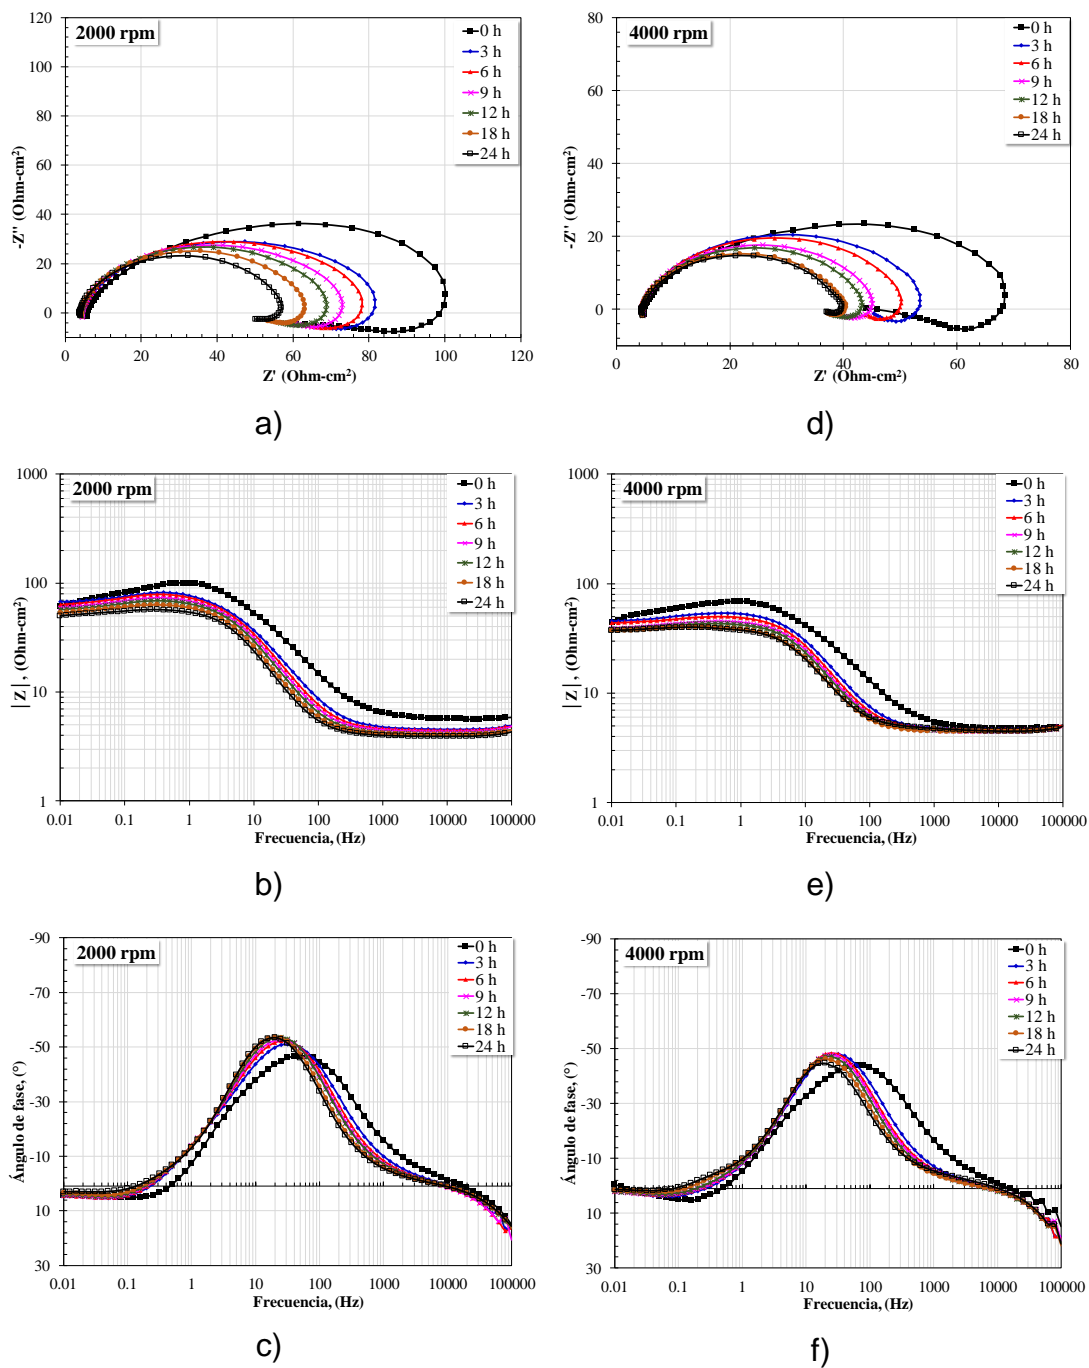 2000 rpm
0 h
3 h
6 h
9 h
12 h
18 h
24 h
120
100
80
60
40
20
0
-Z'' (Ohm-cm²)
0 20 40 60 80 100 120
Z' (Ohm-cm²)
a)
4000 rpm
0 h
3 h
6 h
9 h
12 h
18 h
24 h
80
60
40
20
0
-Z'' (Ohm-cm²)
0 20 40 60 80
Z' (Ohm-cm²)
d)
2000 rpm
0 h
3 h
6 h
9 h
12 h
18 h
24 h
1000
100
10
1
|Z|, (Ohm-cm²)
0.01 0.1 1 10 100 1000 10000 100000
Frecuencia, (Hz)
b)
4000 rpm
0 h
3 h
6 h
9 h
12 h
18 h
24 h
1000
100
10
1
|Z|, (Ohm-cm²)
0.01 0.1 1 10 100 1000 10000 100000
Frecuencia, (Hz)
e)
2000 rpm
0 h
3 h
6 h
9 h
12 h
18 h
24 h
-90
-70
-50
-30
-10
10
30
Ángulo de fase, (°)
0.01 0.1 1 10 100 1000 10000 100000
Frecuencia, (Hz)
c)
4000 rpm
0 h
3 h
6 h
9 h
12 h
18 h
24 h
-90
-70
-50
-30
-10
10
30
Ángulo de fase, (°)
0.01 0.1 1 10 100 1000 10000 100000
Frecuencia, (Hz)
f)